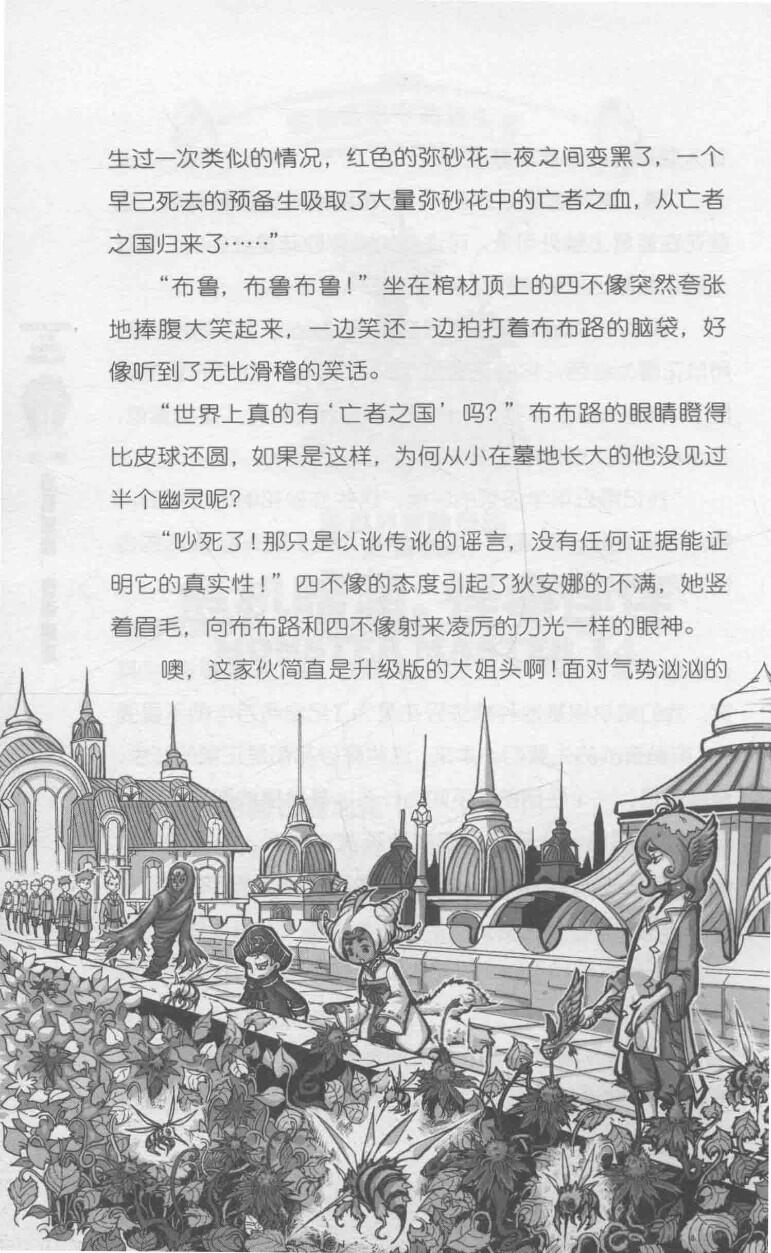 生过一次类似的情况，红色的弥砂花一夜之间变黑了，一个
早已死去的预备生吸取了大量弥砂花中的亡者之血，从亡者
之国归来了……”
“布鲁，布鲁布鲁！”坐在棺材顶上的四不像突然夸张
地捧腹大笑起来，一边笑还一边拍打着布布路的脑袋，好
像听到了无比滑稽的笑话。
“世界上真的有‘亡者之国’吗？”布布路的眼睛瞪得
比皮球还圆，如果是这样，为何从小在墓地长大的他没见过
半个幽灵呢？
“吵死了！那只是以讹传讹的谣言，没有任何证据能证
明它的真实性！”四不像的态度引起了狄安娜的不满，她竖
着眉毛，向布布路和四不像射来凌厉的刀光一样的眼神。
噢，这家伙简直是升级版的大姐头啊！面对气势汹汹的